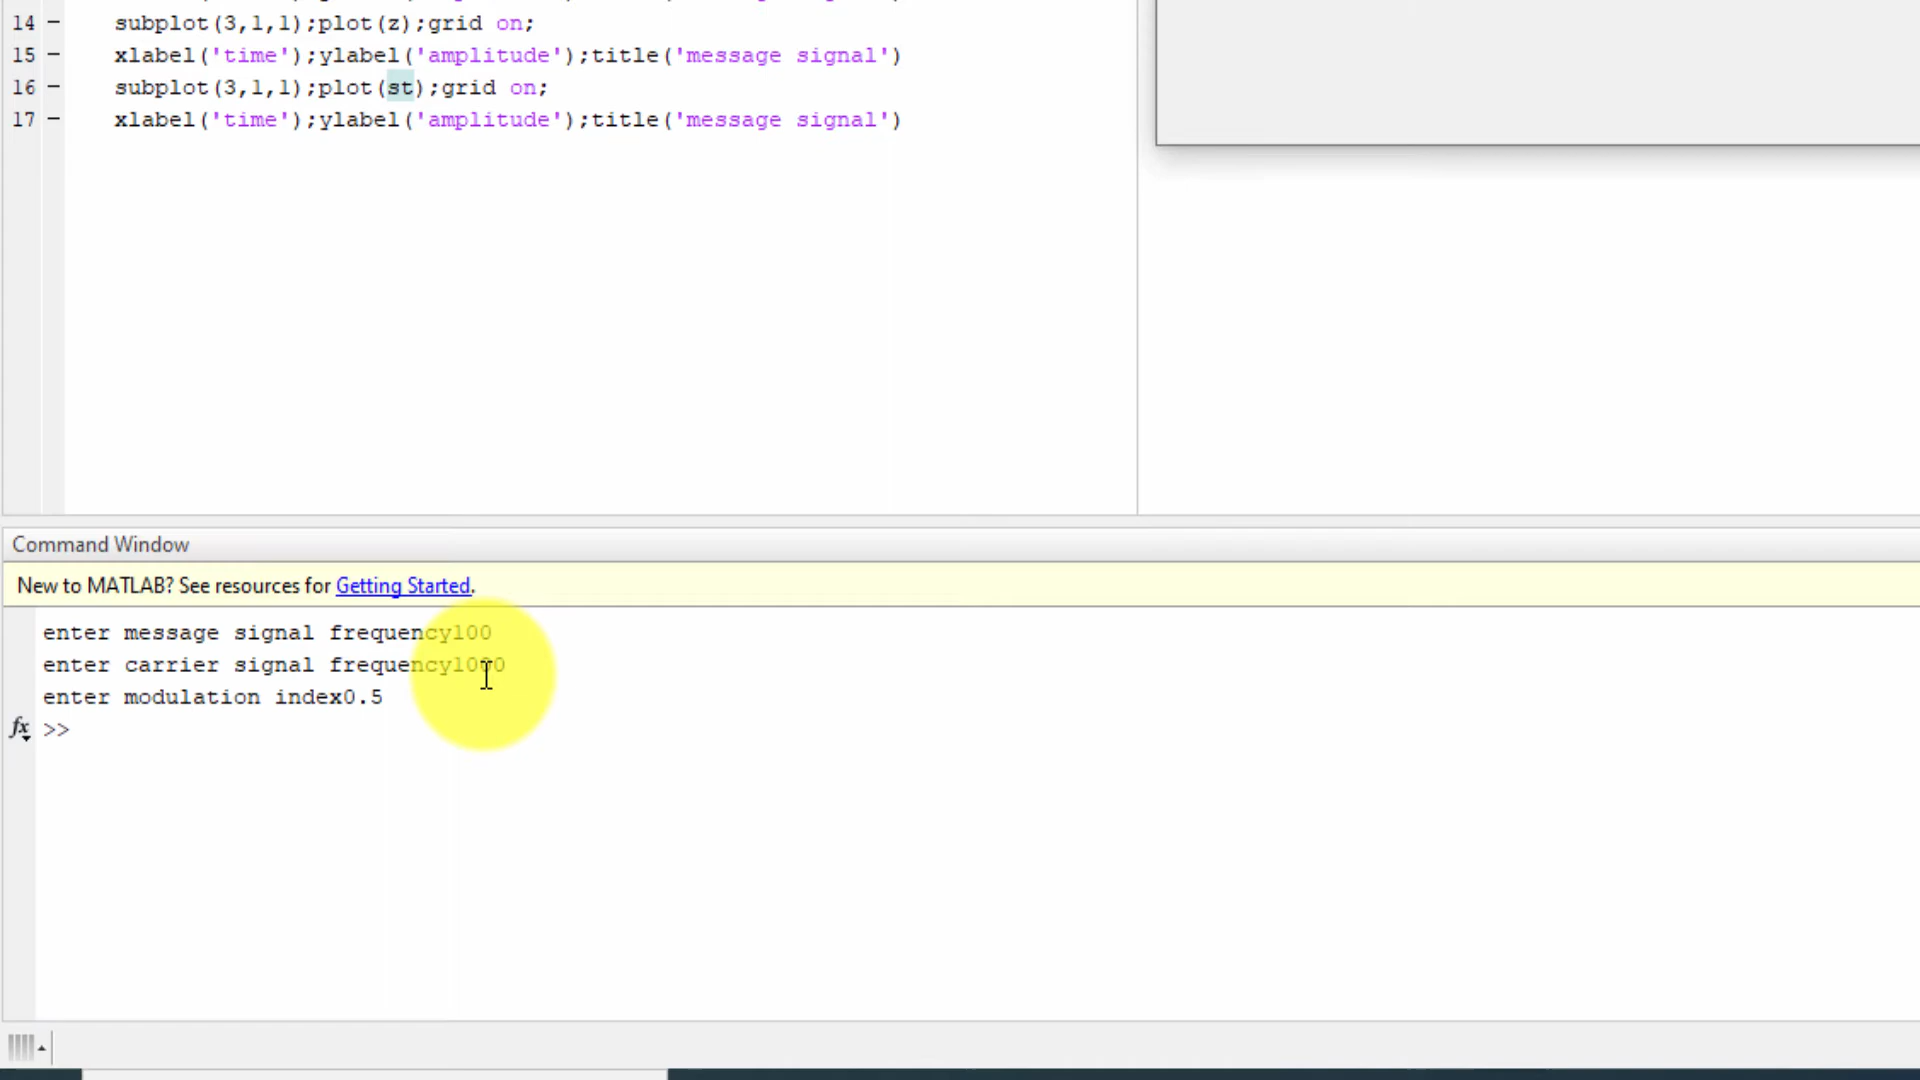 14 − subplot(3,1,1);plot(z);grid on;
15 − xlabel('time');ylabel('amplitude');title('message signal')
16 − subplot(3,1,1);plot(st);grid on;
17 − xlabel('time');ylabel('amplitude');title('message signal')
Command Window
New to MATLAB? See resources for Getting Started.
enter message signal frequency100
enter carrier signal frequency1000
enter modulation index0.5
fx >>